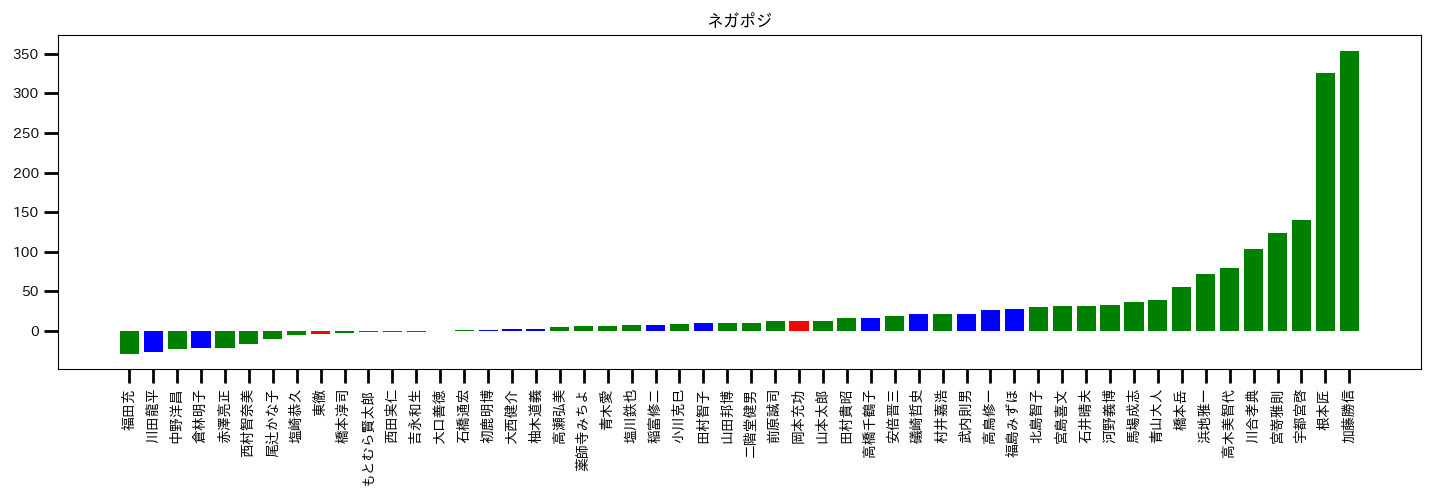 ネガポジ
350
300
250
200
150
100
50
0
福田充
川田龍平
中野洋昌
倉林明子
赤澤亮正
西村智奈美
尾辻かな子
塩崎恭久
東徹
橋本淳司
もとむら賢太郎
西田実仁
吉永和生
大口善徳
石橋通宏
初鹿明博
大西健介
柚木道義
高瀬弘美
薬師寺みちよ
青木愛
塩川鉄也
稲富修二
小川克巳
田村智子
山田邦博
二階堂健男
前原誠司
岡本充功
山本太郎
田村貴昭
高橋千鶴子
安倍晋三
礒崎哲史
村井嘉浩
武内則男
高鳥修一
福島みずほ
北島智子
宮島喜文
石井晴夫
河野義博
馬場成志
青山大人
橋本岳
浜地雅一
高木美智代
川合孝典
宮嵜雅則
宇都宮啓
根本匠
加藤勝信